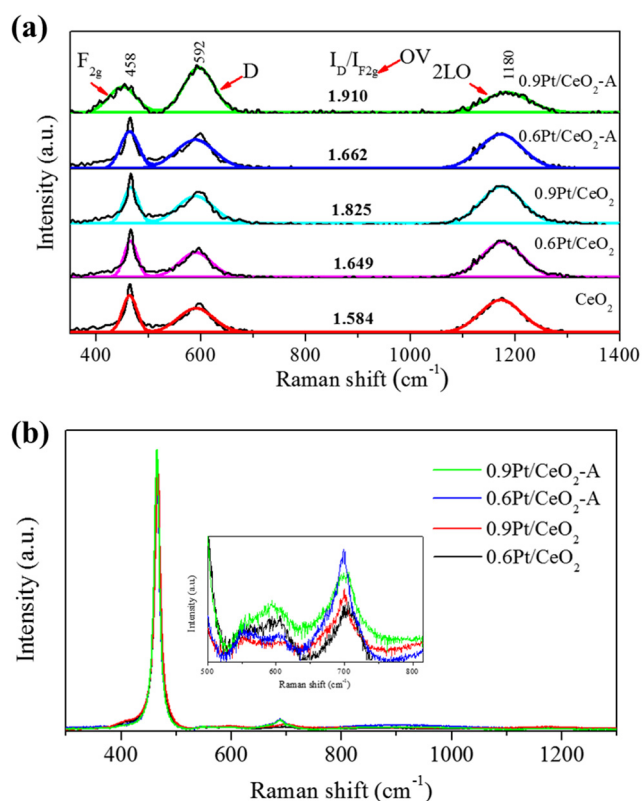 (a)
F2g
458
592
D
ID/IF2g
OV
2LO
1180
0.9Pt/CeO2-A
1.910
0.6Pt/CeO2-A
1.662
0.9Pt/CeO2
1.825
0.6Pt/CeO2
1.649
CeO2
1.584
Intensity (a.u.)
400 600 800 1000 1200 1400
Raman shift (cm-1)
(b)
0.9Pt/CeO2-A
0.6Pt/CeO2-A
0.9Pt/CeO2
0.6Pt/CeO2
Intensity (a.u.)
Intensity (a.u.)
500 600 700 800
Raman shift (cm-1)
400 600 800 1000 1200
Raman shift (cm-1)